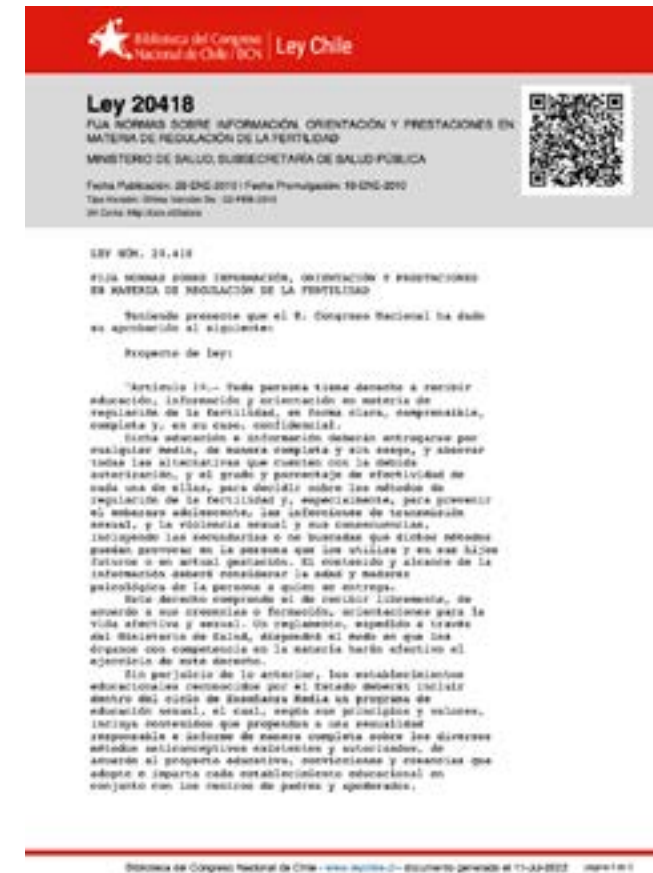 Biblioteca del Congreso
Nacional de Chile / BCN
Ley Chile
Ley 20418
FIJA NORMAS SOBRE INFORMACIÓN, ORIENTACIÓN Y PRESTACIONES EN
MATERIA DE REGULACIÓN DE LA FERTILIDAD
MINISTERIO DE SALUD; SUBSECRETARÍA DE SALUD PÚBLICA
Fecha Publicación: 28-ENE-2010 | Fecha Promulgación: 18-ENE-2010
Tipo Versión: Última Versión De : 02-FEB-2010
Url Corta:
LEY NÚM. 20.418
FIJA NORMAS SOBRE INFORMACIÓN, ORIENTACIÓN Y PRESTACIONES
EN MATERIA DE REGULACIÓN DE LA FERTILIDAD
Teniendo presente que el H. Congreso Nacional ha dado
su aprobación al siguiente:
Proyecto de ley:
"Artículo 1º.- Toda persona tiene derecho a recibir
educación, información y orientación en materia de
regulación de la fertilidad, en forma clara, comprensible,
completa y, en su caso, confidencial.
Dicha educación e información deberán entregarse por
cualquier medio, de manera completa y sin sesgo, y abarcar
todas las alternativas que cuenten con la debida
autorización, y el grado y porcentaje de efectividad de
cada una de ellas, para decidir sobre los métodos de
regulación de la fertilidad y, especialmente, para prevenir
el embarazo adolescente, las infecciones de transmisión
sexual, y la violencia sexual y sus consecuencias,
incluyendo las secundarias o no buscadas que dichos métodos
puedan provocar en la persona que los utiliza y en sus hijos
futuros o en actual gestación. El contenido y alcance de la
información deberá considerar la edad y madurez
psicológica de la persona a quien se entrega.
Este derecho comprende el de recibir libremente, de
acuerdo a sus creencias o formación, orientaciones para la
vida afectiva y sexual. Un reglamento, expedido a través
del Ministerio de Salud, dispondrá el modo en que los
órganos con competencia en la materia harán efectivo el
ejercicio de este derecho.
Sin perjuicio de lo anterior, los establecimientos
educacionales reconocidos por el Estado deberán incluir
dentro del ciclo de Enseñanza Media un programa de
educación sexual, el cual, según sus principios y valores,
incluya contenidos que propendan a una sexualidad
responsable e informe de manera completa sobre los diversos
métodos anticonceptivos existentes y autorizados, de
acuerdo al proyecto educativo, convicciones y creencias que
adopte e imparta cada establecimiento educacional en
conjunto con los centros de padres y apoderados.
Biblioteca del Congreso Nacional de Chile - www.leychile.cl - documento generado el 11-Jul-2022